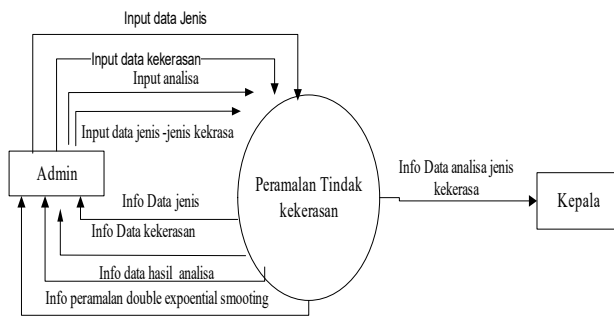 Input data Jenis
Input data kekerasan
Input analisa
Input data jenis -jenis kekrasa
Admin
Peramalan Tindak
kekerasan
Info Data analisa jenis
kekerasa
Kepala
Info Data jenis
Info Data kekerasan
Info data hasil analisa
Info peramalan double expoential smooting